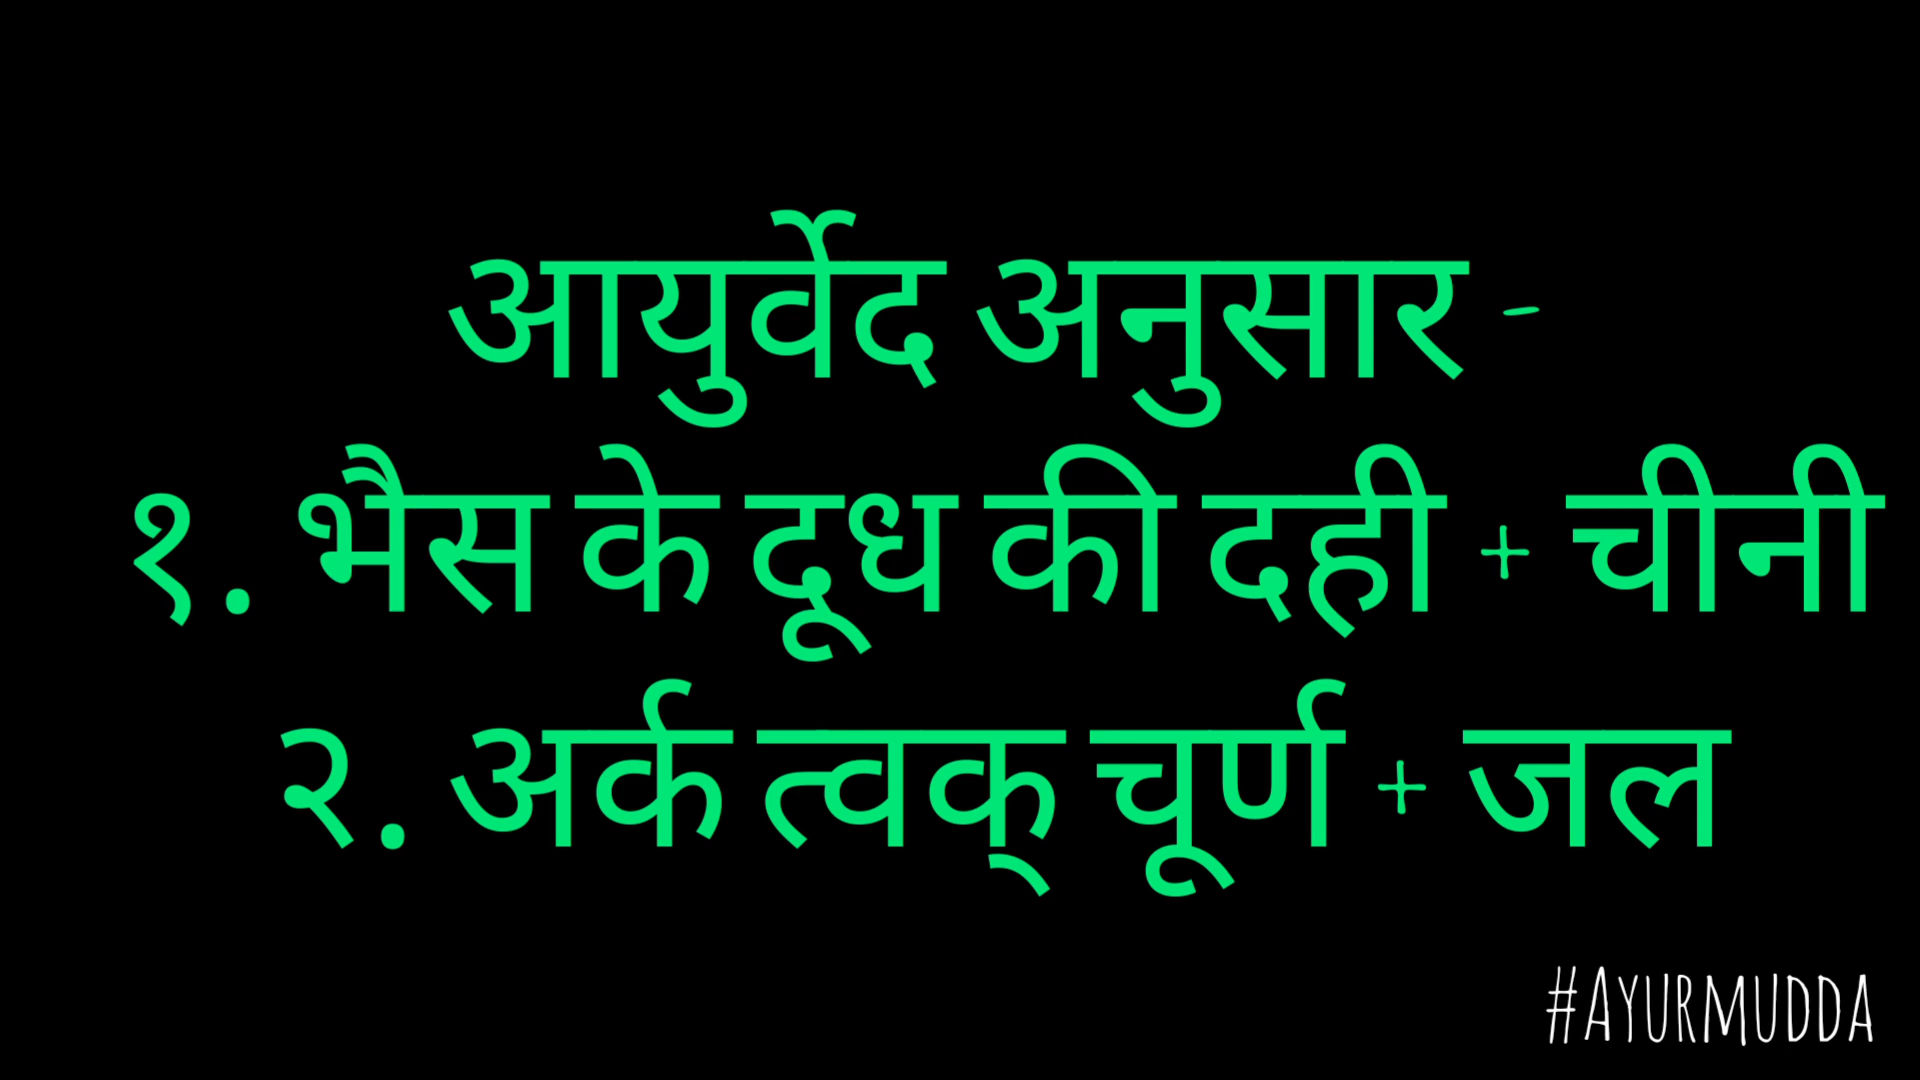 आयुर्वेद अनुसार -
१. भैस के दूध की दही + चीनी
२. अर्क त्वक् चूर्ण + जल
#AYURMUDDA